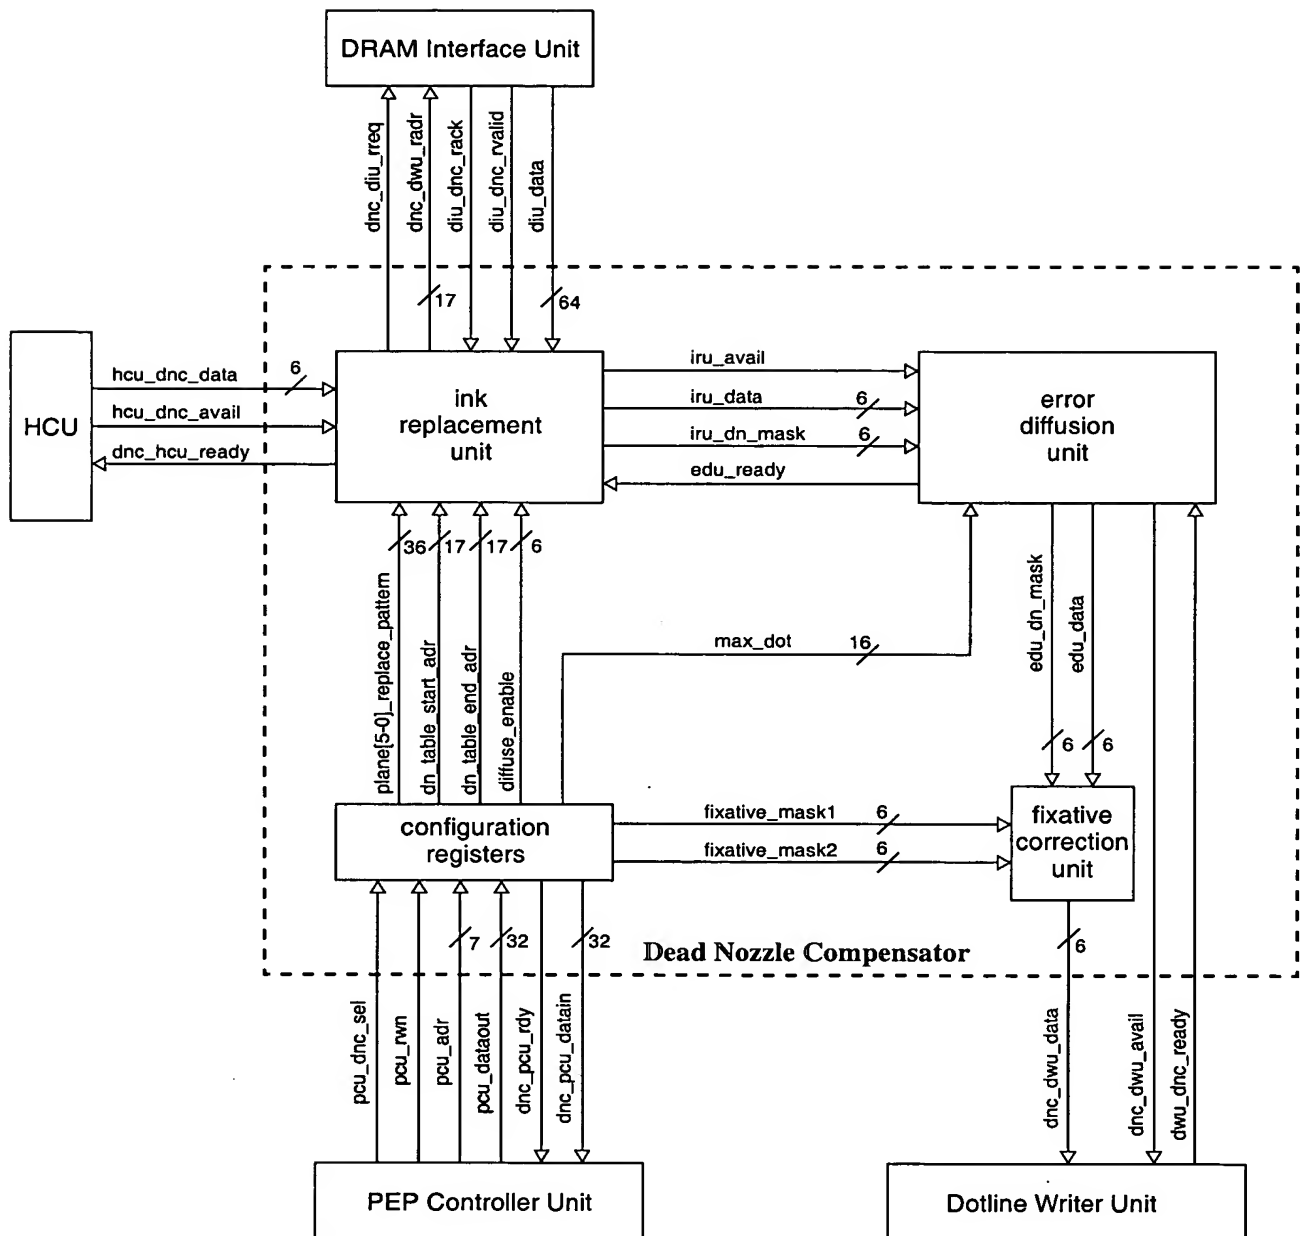 DRAM Interface Unit
dnc_diu_rreq
dnc_dwu_radr
diu_dnc_rack
diu_dnc_rvalid
diu_data
17
64
HCU
hcu_dnc_data
6
hcu_dnc_avail
dnc_hcu_ready
ink
replacement
unit
iru_avail
iru_data
6
iru_dn_mask
6
edu_ready
error
diffusion
unit
36
17
17
6
plane[5-0]_replace_pattern
dn_table_start_adr
dn_table_end_adr
diffuse_enable
max_dot
16
edu_dn_mask
edu_data
6
6
configuration
registers
fixative_mask1
6
fixative_mask2
6
fixative
correction
unit
7
32
32
6
Dead Nozzle Compensator
pcu_dnc_sel
pcu_rwn
pcu_adr
pcu_dataout
dnc_pcu_rdy
dnc_pcu_datain
dnc_dwu_data
dnc_dwu_avail
dwu_dnc_ready
PEP Controller Unit
Dotline Writer Unit